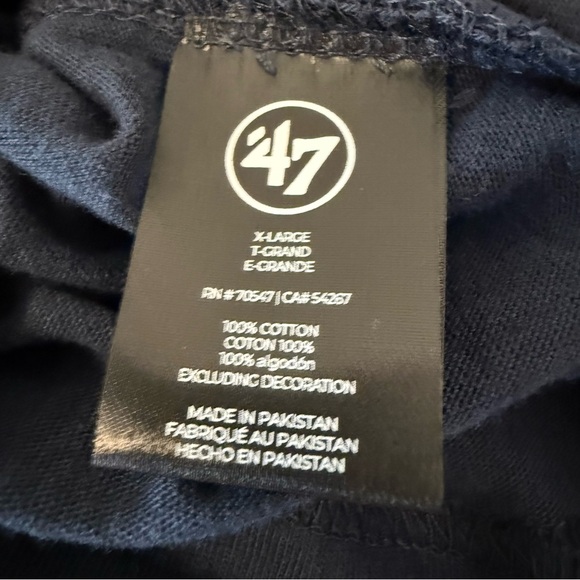 '47
X-LARGE
T-GRAND
E-GRANDE
RN # 70547 | CA# 54267
100% COTTON
COTON 100%
100% algodón
EXCLUDING DECORATION
MADE IN PAKISTAN
FABRIQUÉ AU PAKISTAN
HECHO EN PAKISTAN